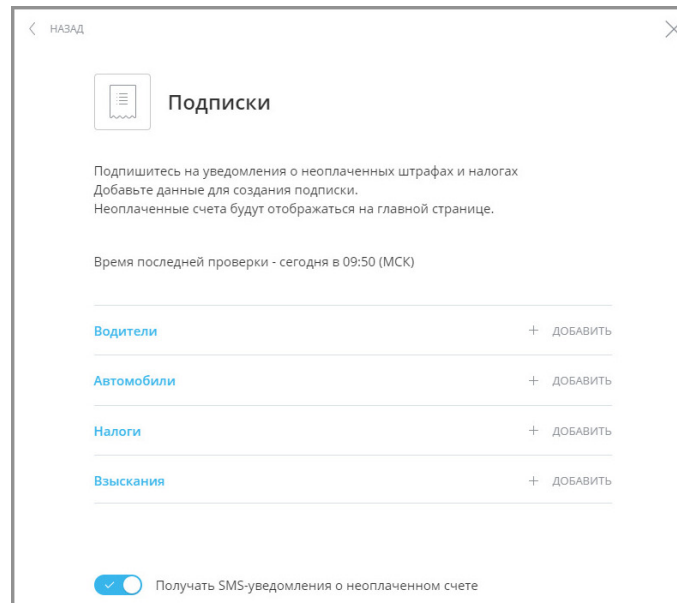 НАЗАД
Подписки
Подпишитесь на уведомления о неоплаченных штрафах и налогах
Добавьте данные для создания подписки.
Неоплаченные счета будут отображаться на главной странице.
Время последней проверки - сегодня в 09:50 (МСК)
Водители + ДОБАВИТЬ
Автомобили + ДОБАВИТЬ
Налоги + ДОБАВИТЬ
Взыскания + ДОБАВИТЬ
Получать SMS-уведомления о неоплаченном счете